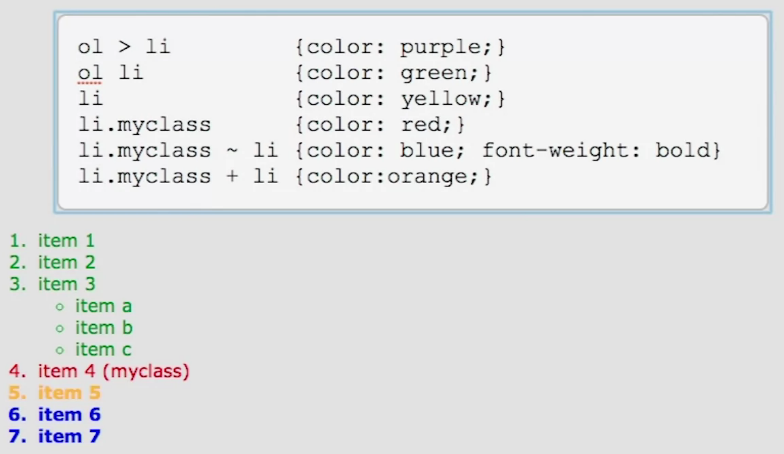 ol > li {color: purple;}
ol li {color: green;}
li {color: yellow;}
li.myclass {color: red;}
li.myclass ~ li {color: blue; font-weight: bold}
li.myclass + li {color:orange;}
1. item 1
2. item 2
3. item 3
item a
item b
item c
4. item 4 (myclass)
5. item 5
6. item 6
7. item 7